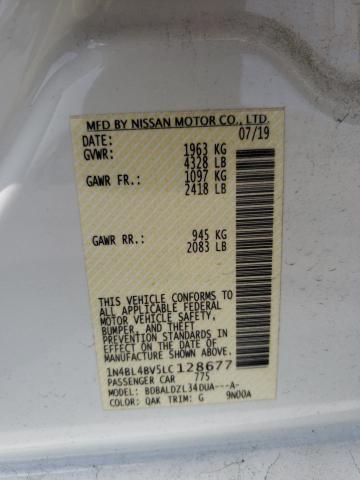 MFD BY NISSAN MOTOR CO., LTD.
DATE: 07/19
GVWR: 1963 KG
4328 LB
GAWR FR.: 1097 KG
2418 LB
GAWR RR.: 945 KG
2083 LB
THIS VEHICLE CONFORMS TO
ALL APPLICABLE FEDERAL
MOTOR VEHICLE SAFETY,
BUMPER, AND THEFT
PREVENTION STANDARDS IN
EFFECT ON THE DATE OF
MANUFACTURE SHOWN ABOVE.
1N4BL4BV5LC128677
PASSENGER CAR 775
MODEL: BDBALDZL34DUA---A-
COLOR: QAK TRIM: G 9N00A